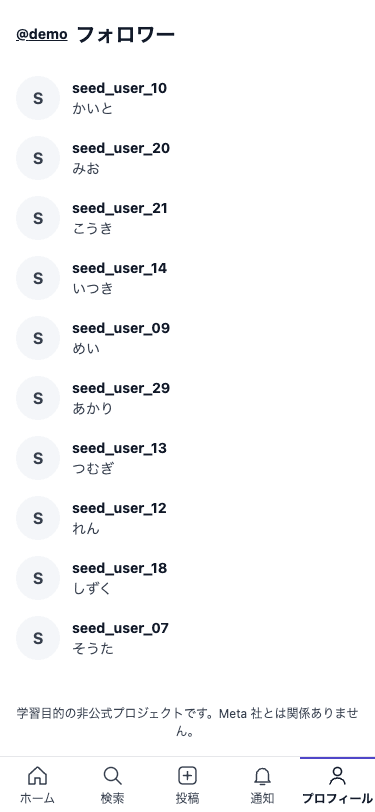 @demo フォロワー
S
seed_user_10
かいと
S
seed_user_20
みお
S
seed_user_21
こうき
S
seed_user_14
いつき
S
seed_user_09
めい
S
seed_user_29
あかり
S
seed_user_13
つむぎ
S
seed_user_12
れん
S
seed_user_18
しずく
S
seed_user_07
そうた
学習目的の非公式プロジェクトです。Meta 社とは関係ありませ
ん。
ホーム 検索 投稿 通知 プロフィール